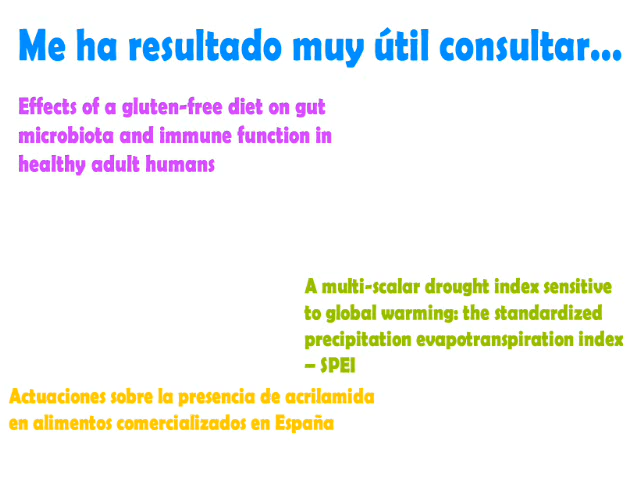 Me ha resultado muy útil consultar...
Effects of a gluten-free diet on gut
microbiota and immune function in
healthy adult humans
A multi-scalar drought index sensitive
to global warming: the standardized
precipitation evapotranspiration index
– SPEI
Actuaciones sobre la presencia de acrilamida
en alimentos comercializados en España